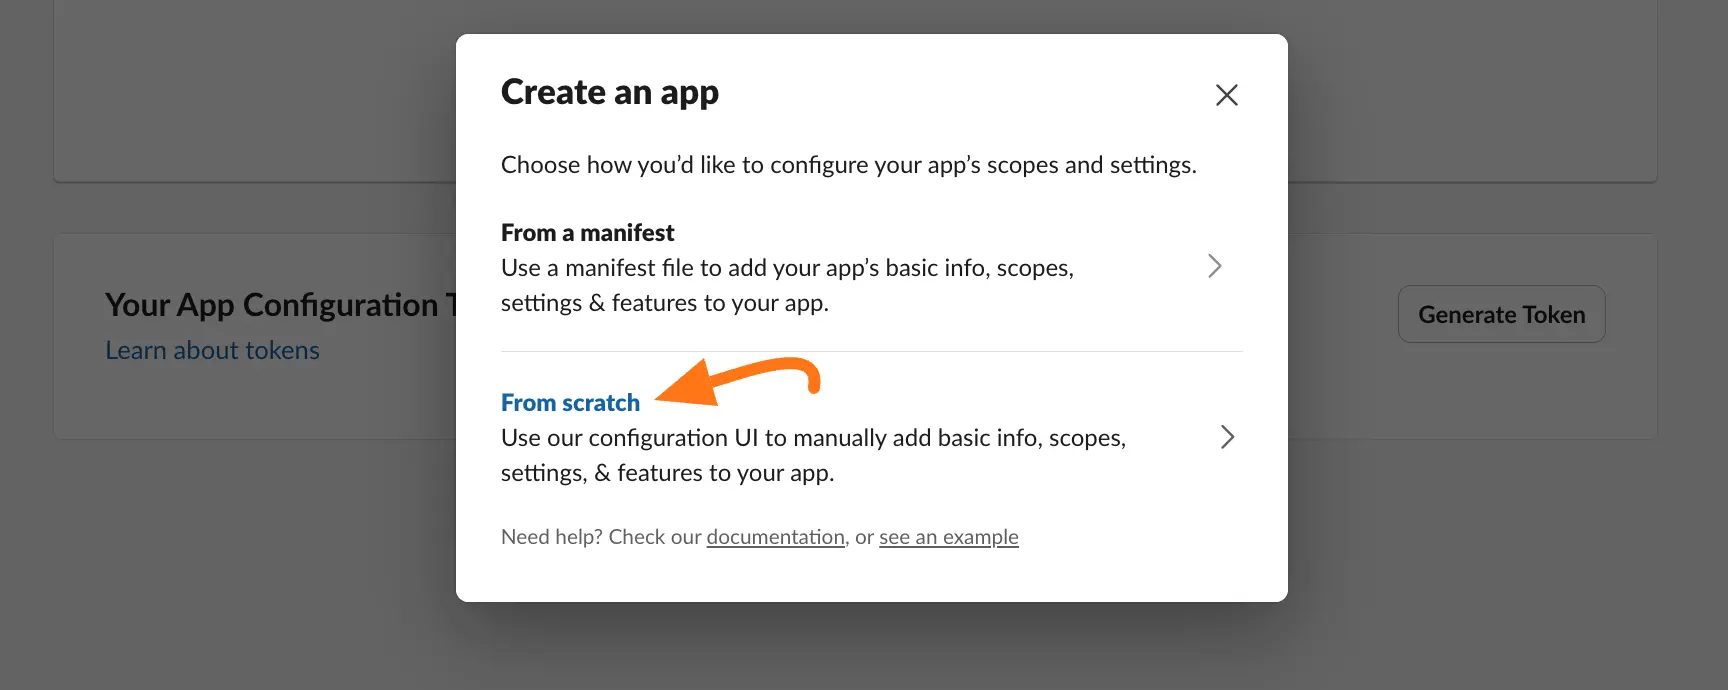 Create an app
Choose how you’d like to configure your app’s scopes and settings.
From a manifest
Use a manifest file to add your app’s basic info, scopes,
settings & features to your app.
Your App Configuration T
Learn about tokens
Generate Token
From scratch
Use our configuration UI to manually add basic info, scopes,
settings, & features to your app.
Need help? Check our documentation, or see an example